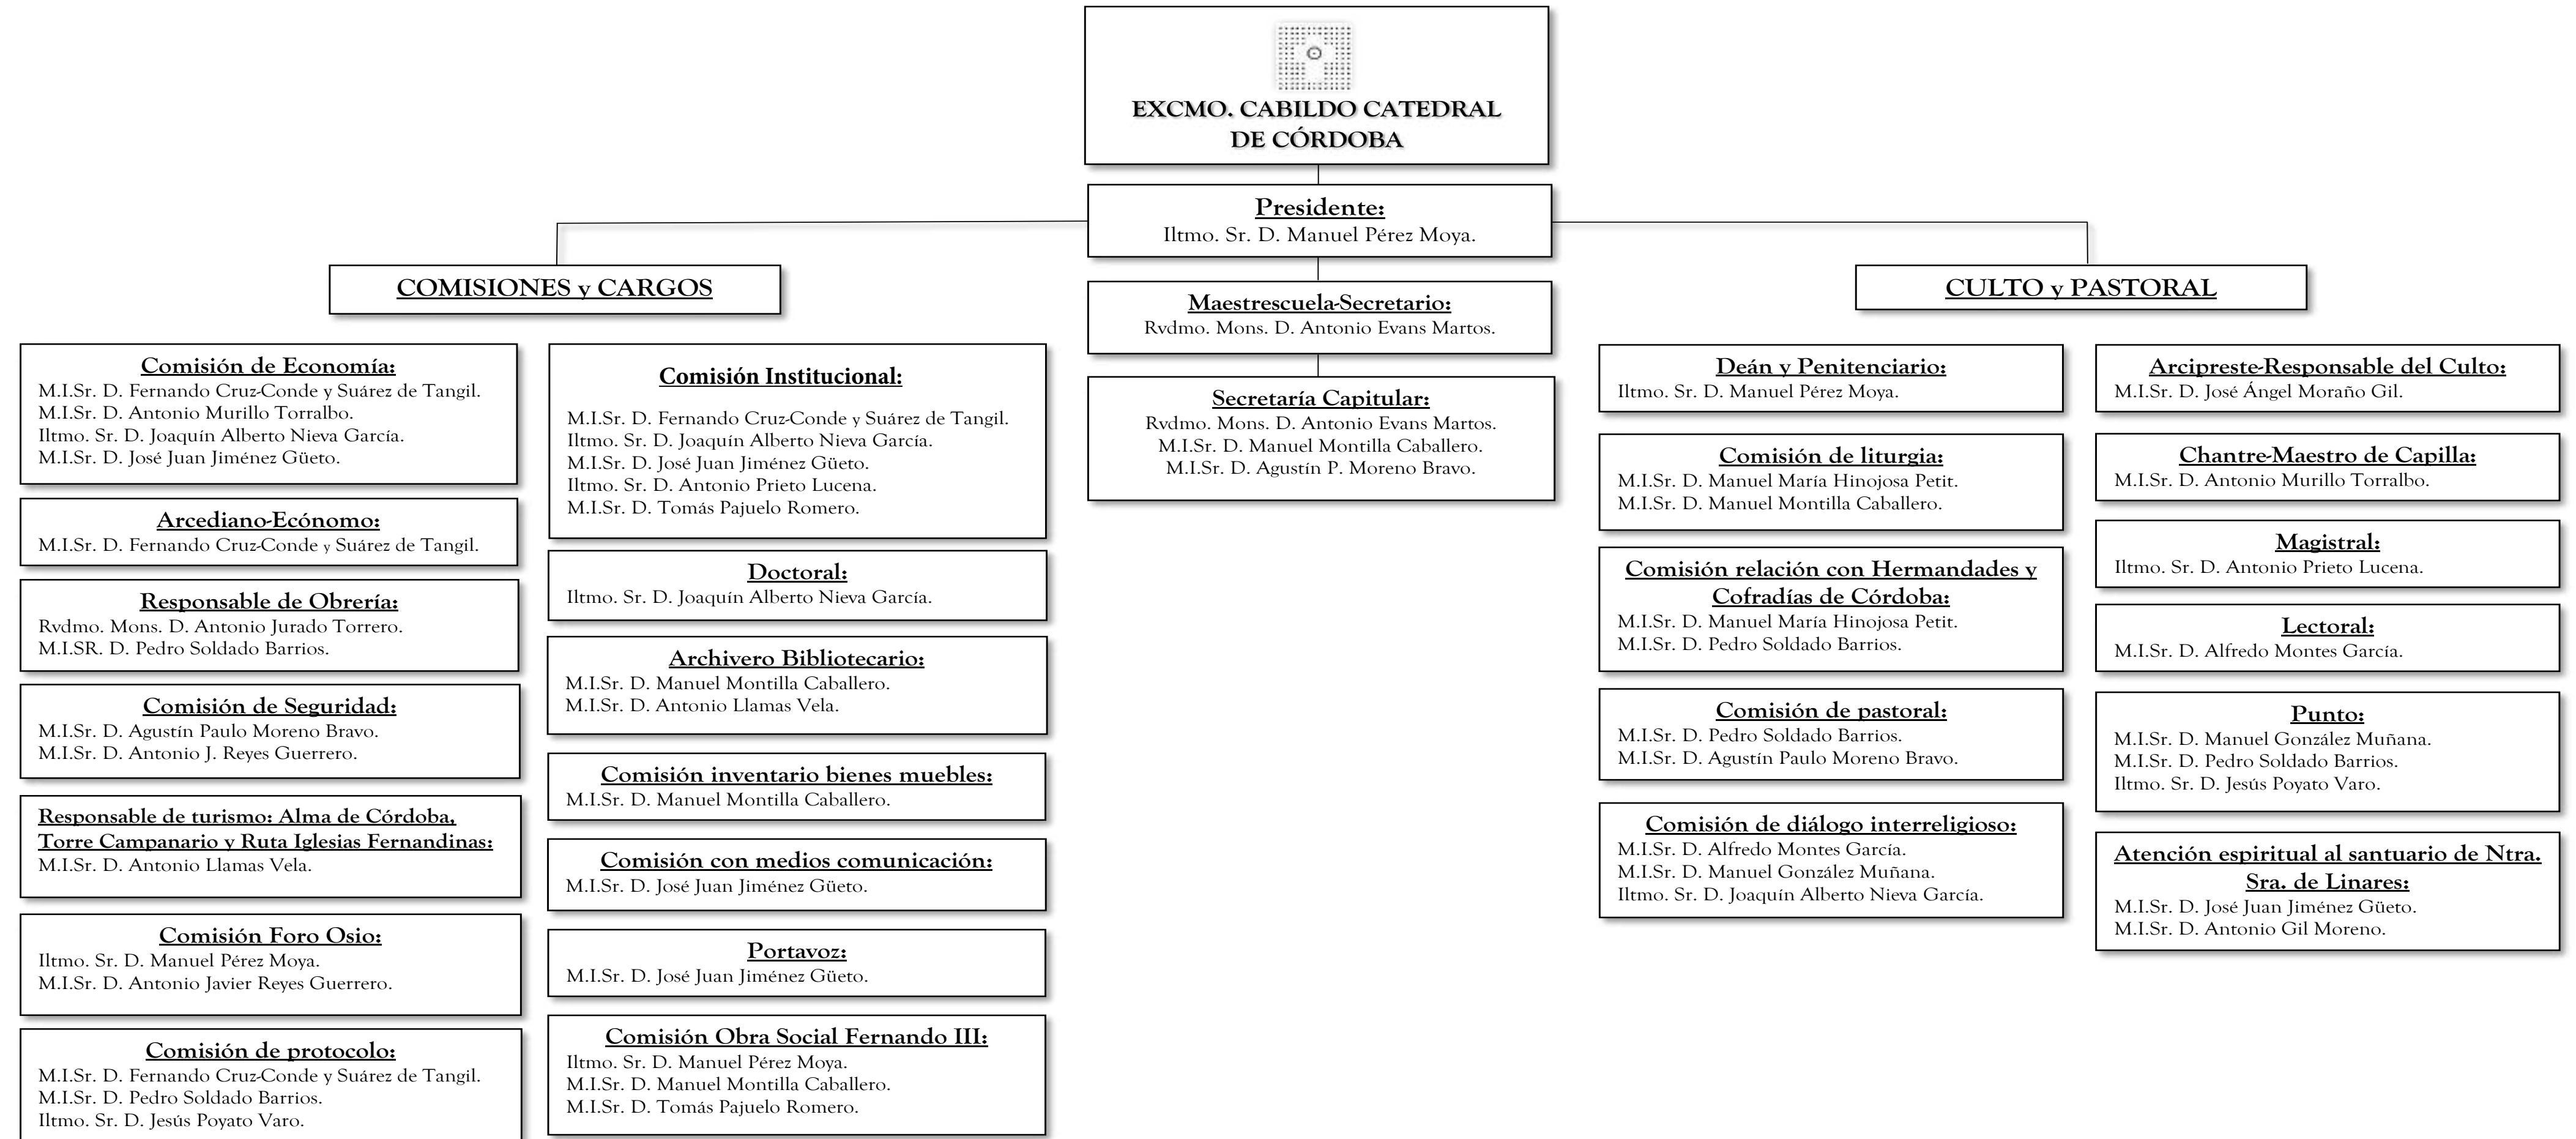 EXCMO. CABILDO CATEDRAL
DE CÓRDOBA
Presidente:
Iltmo. Sr. D. Manuel Pérez Moya.
Maestrescuela-Secretario:
Rvdmo. Mons. D. Antonio Evans Martos.
Secretaría Capitular:
Rvdmo. Mons. D. Antonio Evans Martos.
M.I.Sr. D. Manuel Montilla Caballero.
M.I.Sr. D. Agustín P. Moreno Bravo.
COMISIONES y CARGOS
Comisión de Economía:
M.I.Sr. D. Fernando Cruz-Conde y Suárez de Tangil.
M.I.Sr. D. Antonio Murillo Torralbo.
Iltmo. Sr. D. Joaquín Alberto Nieva García.
M.I.Sr. D. José Juan Jiménez Güeto.
Arcediano-Ecónomo:
M.I.Sr. D. Fernando Cruz-Conde y Suárez de Tangil.
Responsable de Obrería:
Rvdmo. Mons. D. Antonio Jurado Torrero.
M.I.SR. D. Pedro Soldado Barrios.
Comisión de Seguridad:
M.I.Sr. D. Agustín Paulo Moreno Bravo.
M.I.Sr. D. Antonio J. Reyes Guerrero.
Responsable de turismo: Alma de Córdoba,
Torre Campanario y Ruta Iglesias Fernandinas:
M.I.Sr. D. Antonio Llamas Vela.
Comisión Foro Osio:
Iltmo. Sr. D. Manuel Pérez Moya.
M.I.Sr. D. Antonio Javier Reyes Guerrero.
Comisión de protocolo:
M.I.Sr. D. Fernando Cruz-Conde y Suárez de Tangil.
M.I.Sr. D. Pedro Soldado Barrios.
Iltmo. Sr. D. Jesús Poyato Varo.
Comisión Institucional:
M.I.Sr. D. Fernando Cruz-Conde y Suárez de Tangil.
Iltmo. Sr. D. Joaquín Alberto Nieva García.
M.I.Sr. D. José Juan Jiménez Güeto.
Iltmo. Sr. D. Antonio Prieto Lucena.
M.I.Sr. D. Tomás Pajuelo Romero.
Doctoral:
Iltmo. Sr. D. Joaquín Alberto Nieva García.
Archivero Bibliotecario:
M.I.Sr. D. Manuel Montilla Caballero.
M.I.Sr. D. Antonio Llamas Vela.
Comisión inventario bienes muebles:
M.I.Sr. D. Manuel Montilla Caballero.
Comisión con medios comunicación:
M.I.Sr. D. José Juan Jiménez Güeto.
Portavoz:
M.I.Sr. D. José Juan Jiménez Güeto.
Comisión Obra Social Fernando III:
Iltmo. Sr. D. Manuel Pérez Moya.
M.I.Sr. D. Manuel Montilla Caballero.
M.I.Sr. D. Tomás Pajuelo Romero.
CULTO y PASTORAL
Deán y Penitenciario:
Iltmo. Sr. D. Manuel Pérez Moya.
Comisión de liturgia:
M.I.Sr. D. Manuel María Hinojosa Petit.
M.I.Sr. D. Manuel Montilla Caballero.
Comisión relación con Hermandades y
Cofradías de Córdoba:
M.I.Sr. D. Manuel María Hinojosa Petit.
M.I.Sr. D. Pedro Soldado Barrios.
Comisión de pastoral:
M.I.Sr. D. Pedro Soldado Barrios.
M.I.Sr. D. Agustín Paulo Moreno Bravo.
Comisión de diálogo interreligioso:
M.I.Sr. D. Alfredo Montes García.
M.I.Sr. D. Manuel González Muñana.
Iltmo. Sr. D. Joaquín Alberto Nieva García.
Arcipreste-Responsable del Culto:
M.I.Sr. D. José Ángel Moraño Gil.
Chantre-Maestro de Capilla:
M.I.Sr. D. Antonio Murillo Torralbo.
Magistral:
Iltmo. Sr. D. Antonio Prieto Lucena.
Lectoral:
M.I.Sr. D. Alfredo Montes García.
Punto:
M.I.Sr. D. Manuel González Muñana.
M.I.Sr. D. Pedro Soldado Barrios.
Iltmo. Sr. D. Jesús Poyato Varo.
Atención espiritual al santuario de Ntra.
Sra. de Linares:
M.I.Sr. D. José Juan Jiménez Güeto.
M.I.Sr. D. Antonio Gil Moreno.